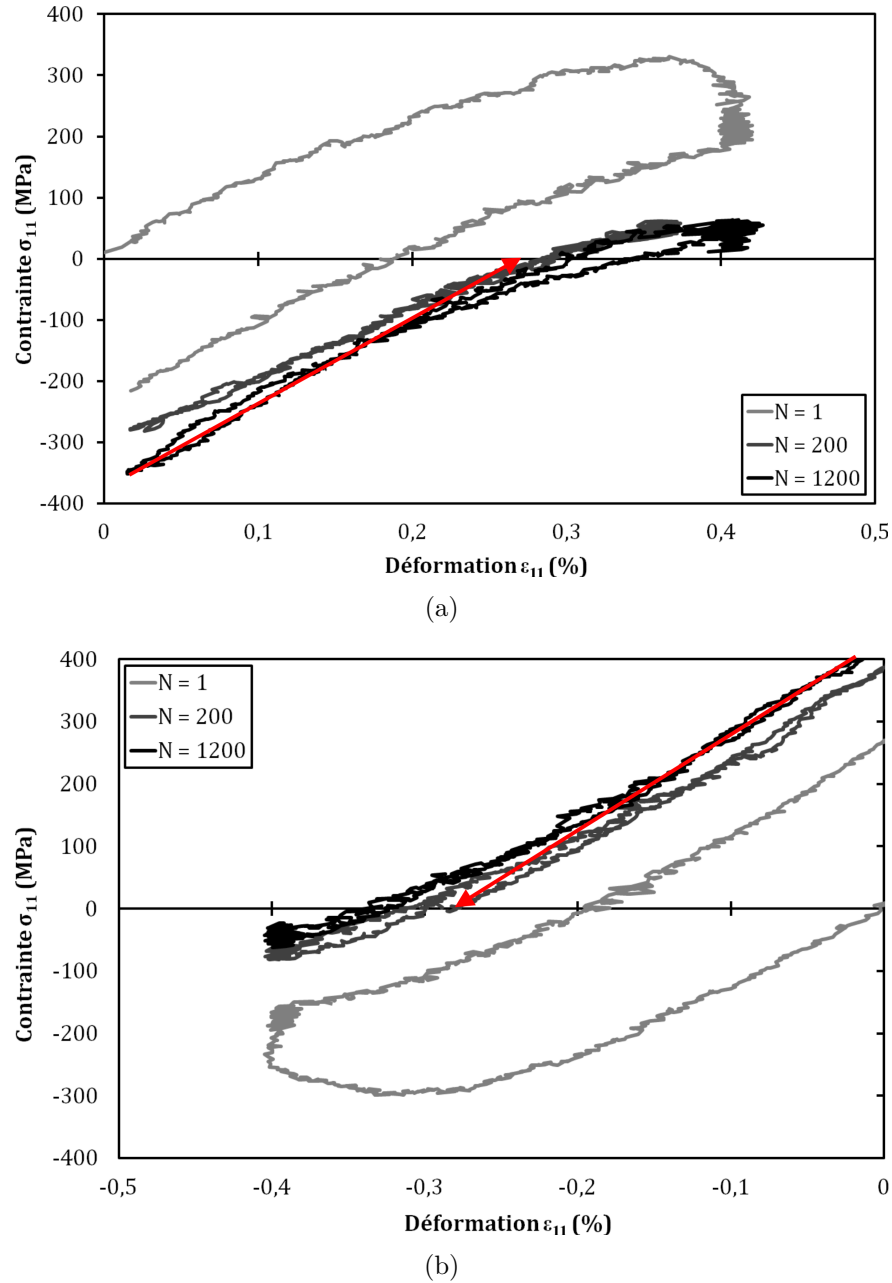 400
300
200
100
0
-100
-200
-300
-400
Contrainte σ11 (MPa)
N = 1
N = 200
N = 1200
0 0,1 0,2 0,3 0,4 0,5
Déformation ε11 (%)
(a)
400
300
200
100
0
-100
-200
-300
-400
Contrainte σ11 (MPa)
N = 1
N = 200
N = 1200
-0,5 -0,4 -0,3 -0,2 -0,1 0
Déformation ε11 (%)
(b)